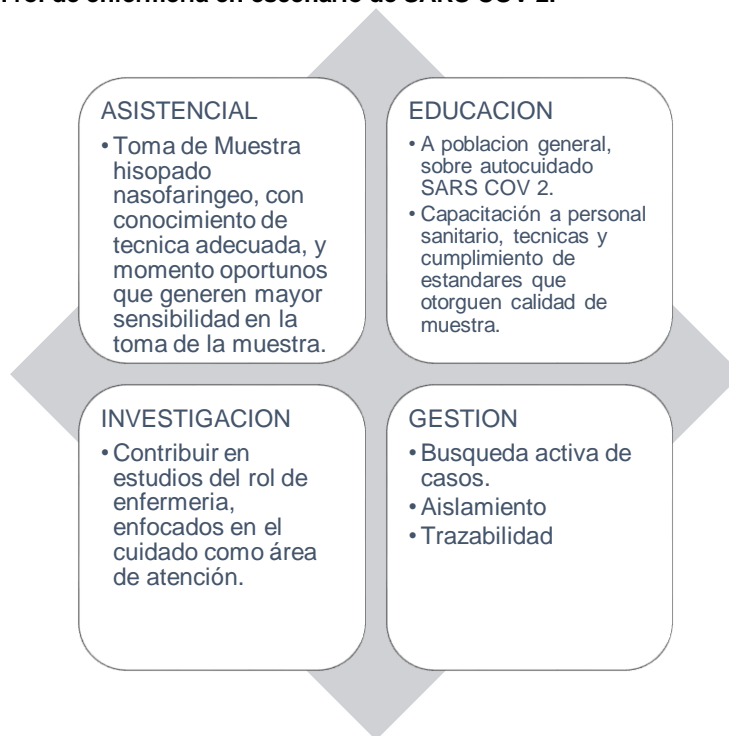 rol de enfermería en escenario de SARS COV 2.
ASISTENCIAL
• Toma de Muestra
hisopado
nasofaringeo, con
conocimiento de
tecnica adecuada, y
momento oportunos
que generen mayor
sensibilidad en la
toma de la muestra.
EDUCACION
• A poblacion general,
sobre autocuidado
SARS COV 2.
• Capacitación a personal
sanitario, tecnicas y
cumplimiento de
estandares que
otorguen calidad de
muestra.
INVESTIGACION
• Contribuir en
estudios del rol de
enfermeria,
enfocados en el
cuidado como área
de atención.
GESTION
• Busqueda activa de
casos.
• Aislamiento
• Trazabilidad